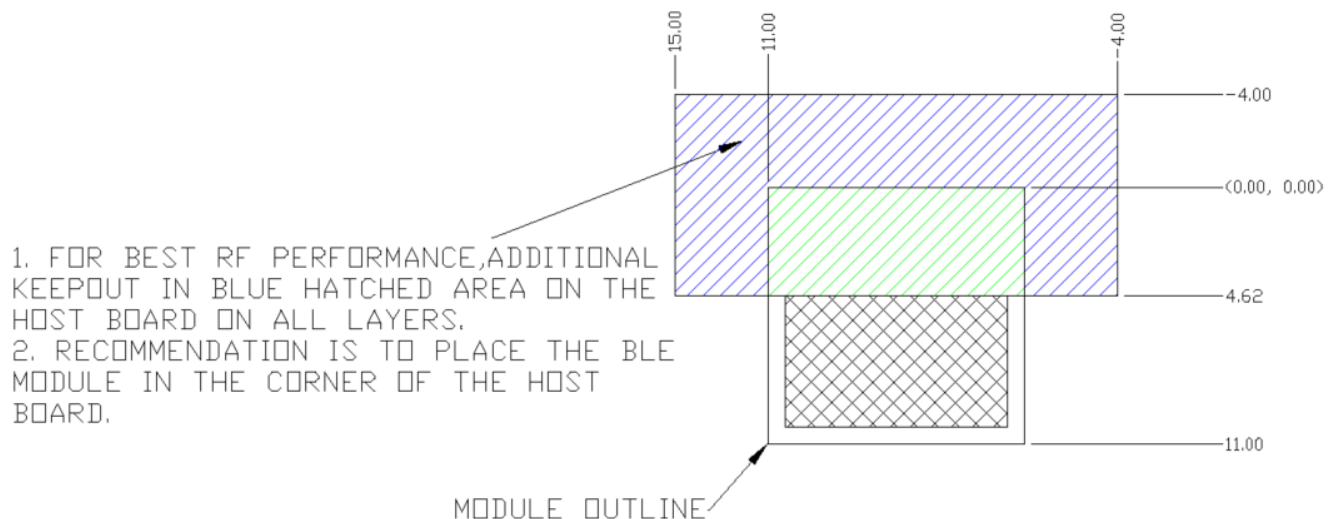 15.00
11.00
-4.00
-4.00
(0.00, 0.00)
1. FOR BEST RF PERFORMANCE,ADDITIONAL
KEEPOUT IN BLUE HATCHED AREA ON THE
HOST BOARD ON ALL LAYERS.
4.62
2. RECOMMENDATION IS TO PLACE THE BLE
MODULE IN THE CORNER OF THE HOST
BOARD.
11.00
MODULE OUTLINE